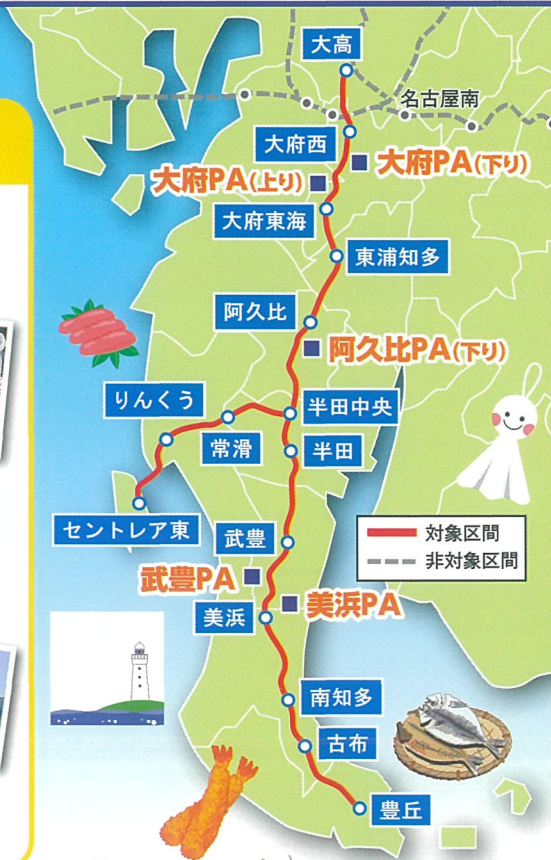 大高
名古屋南
大府西
大府PA(下り)
大府PA(上り)
大府東海
東浦知多
阿久比
阿久比PA(下り)
りんくう
半田中央
常滑
半田
セントレア東
武豊
対象区間
非対象区間
武豊PA
美浜PA
美浜
南知多
古布
豊丘